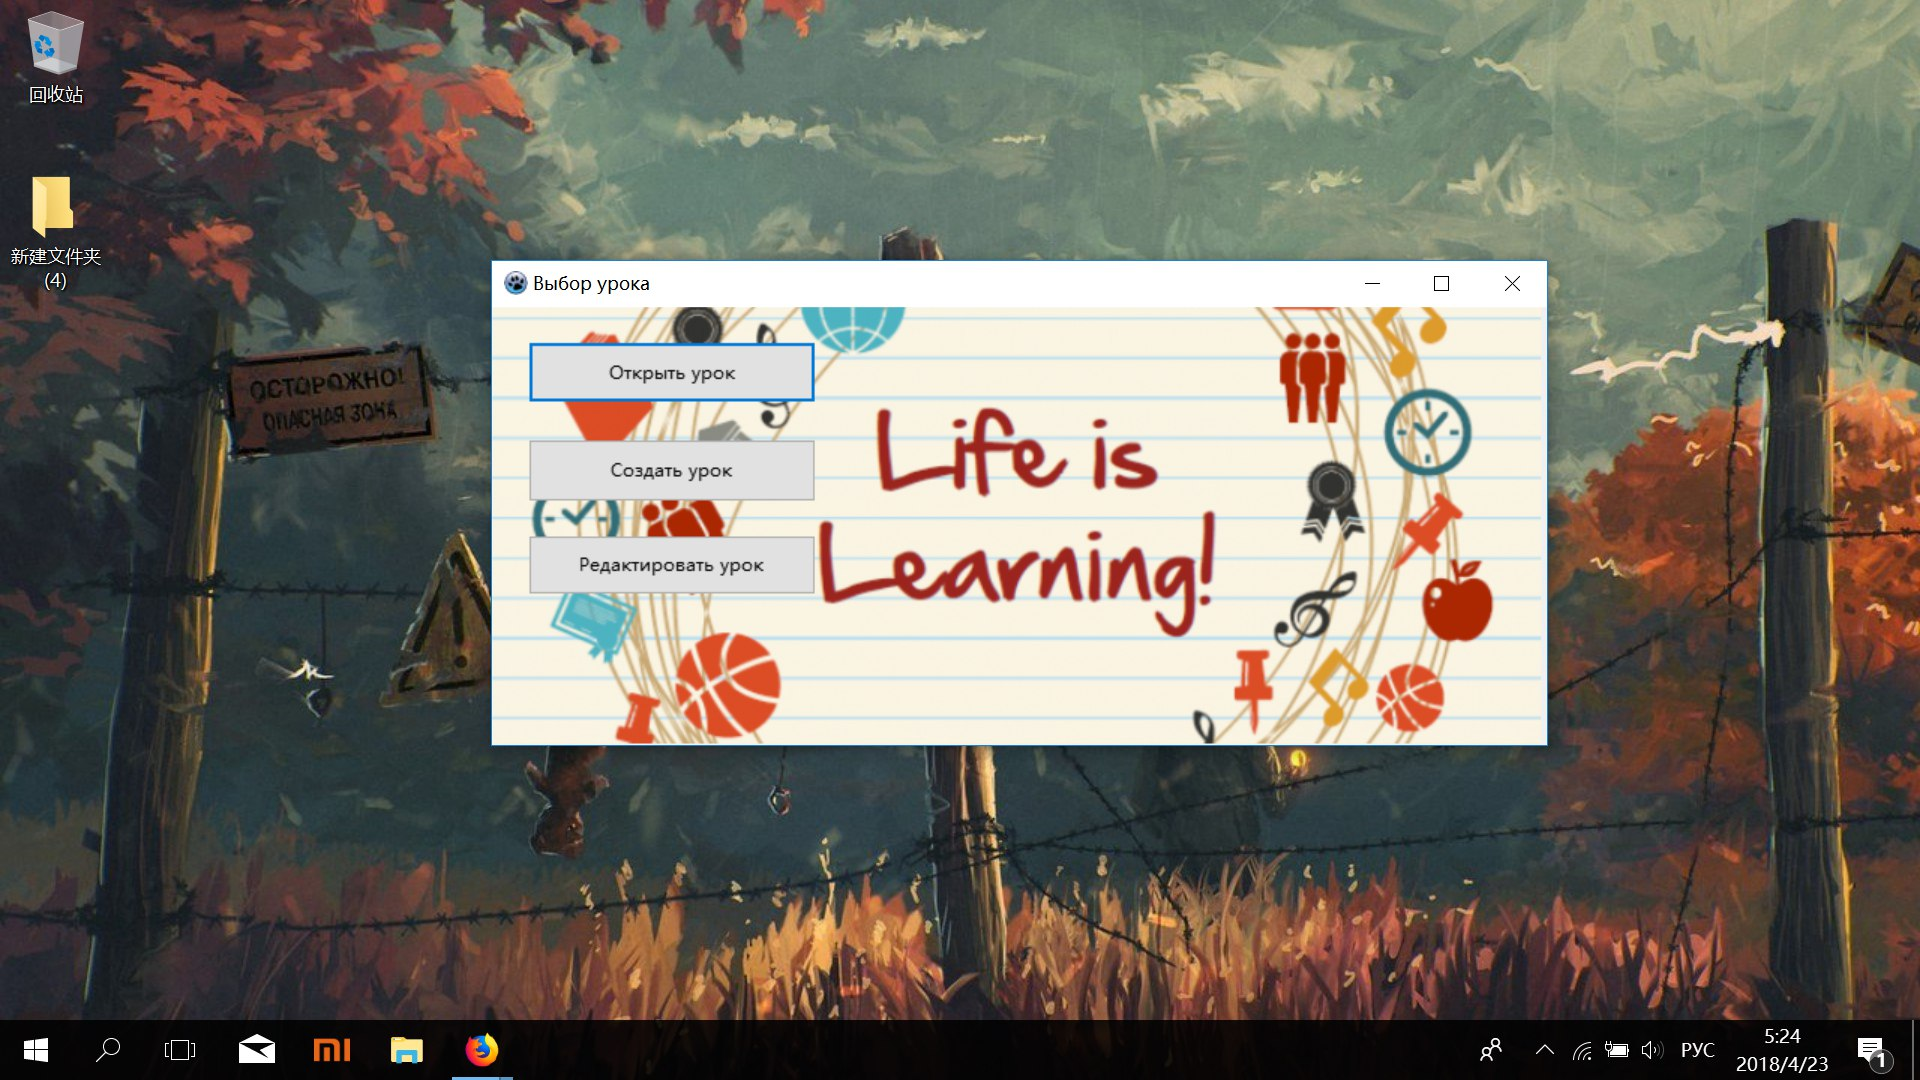 回收站
新建文件夹
(4)
ОСТОРОЖНО!
ОПАСНАЯ ЗОНА
Выбор урока
Открыть урок
Создать урок
Редактировать урок
Life is
Learning!
РУС
5:24
2018/4/23
1